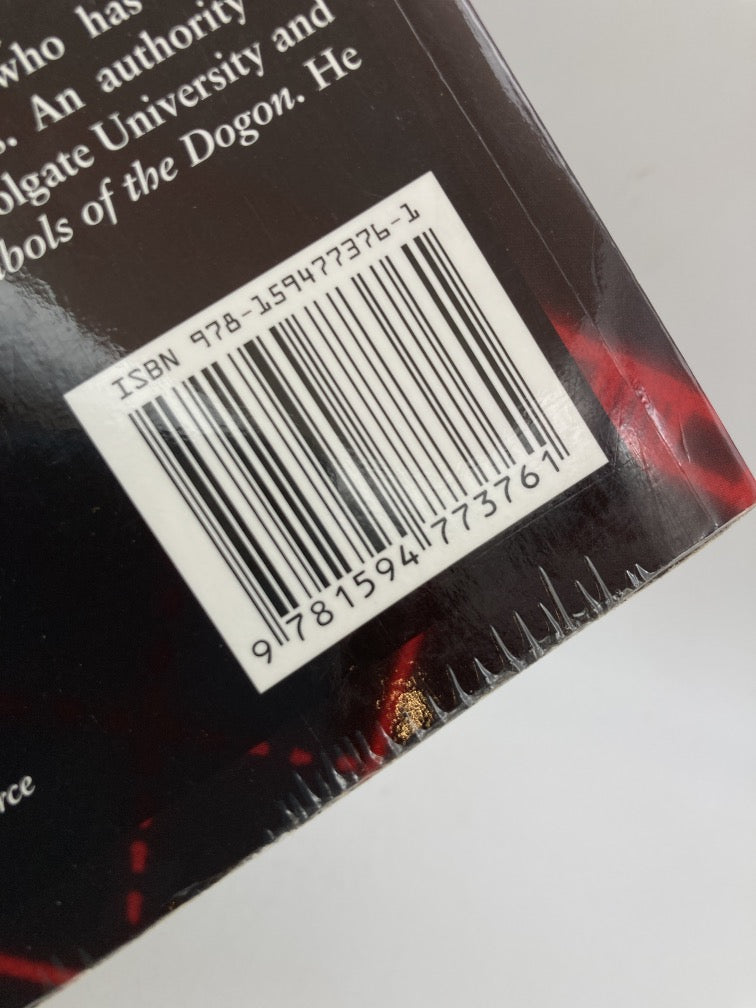 who has
An authority
olgate University and
bols of the Dogon. He
ISBN 978-159477376-1
9 781594 773761
rce